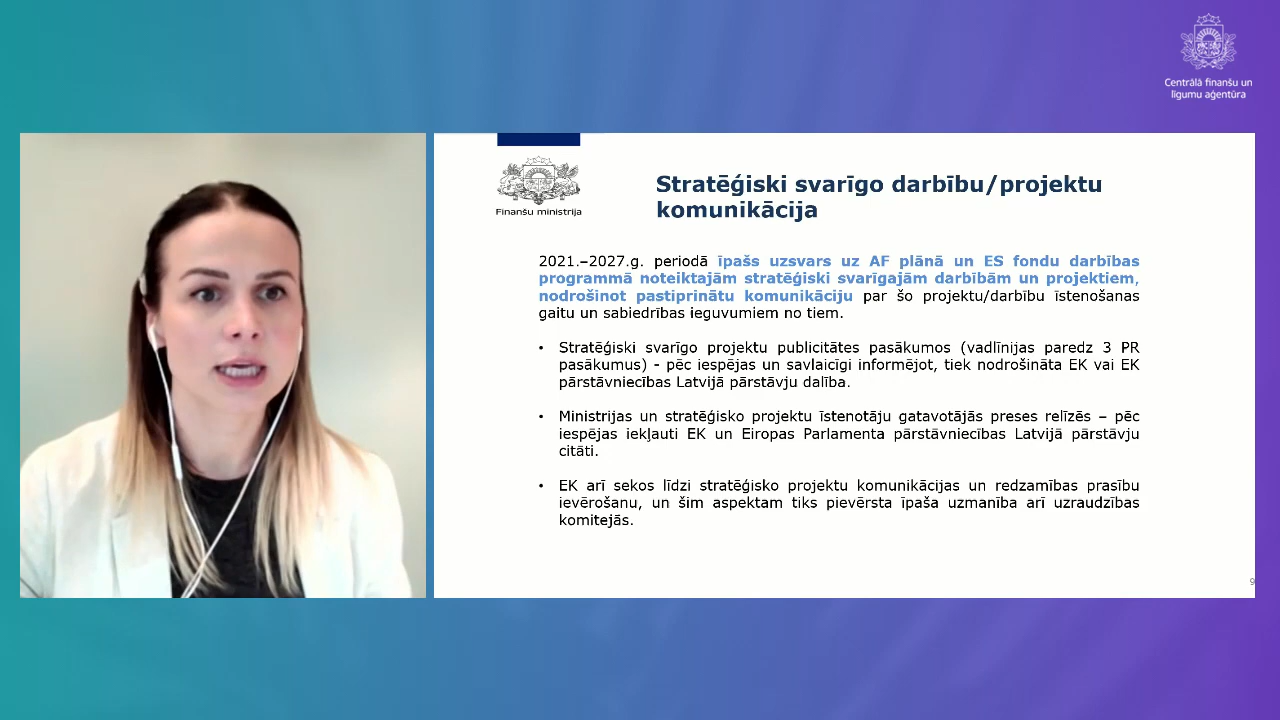 Centrālā finanšu un
līgumu aģentūra
Finanšu ministrija
Stratēģiski svarīgo darbību/projektu
komunikācija
2021.–2027.g. periodā īpašs uzsvars uz AF plānā un ES fondu darbības
programmā noteiktajām stratēģiski svarīgajām darbībām un projektiem,
nodrošinot pastiprinātu komunikāciju par šo projektu/darbību īstenošanas
gaitu un sabiedrības ieguvumiem no tiem.
• Stratēģiski svarīgo projektu publicitātes pasākumos (vadlīnijas paredz 3 PR
pasākumus) - pēc iespējas un savlaicīgi informējot, tiek nodrošināta EK vai EK
pārstāvniecības Latvijā pārstāvju dalība.
• Ministrijas un stratēģisko projektu īstenotāju gatavotājās preses relīzēs – pēc
iespējas iekļauti EK un Eiropas Parlamenta pārstāvniecības Latvijā pārstāvju
citāti.
• EK arī sekos līdzi stratēģisko projektu komunikācijas un redzamības prasību
ievērošanu, un šim aspektam tiks pievērsta īpaša uzmanība arī uzraudzības
komitejās.
9